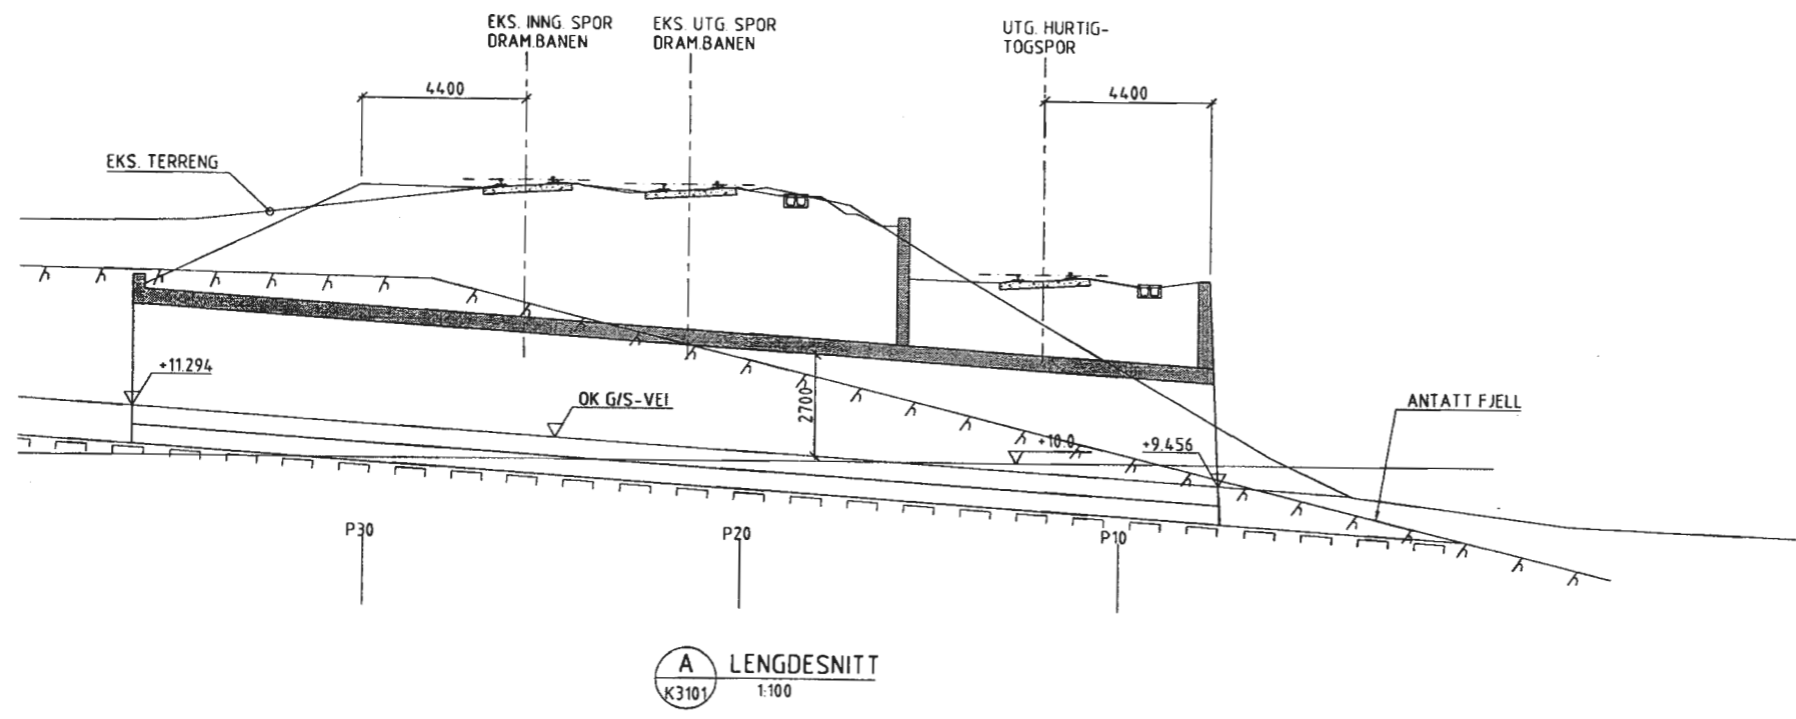 EKS. INNG. SPOR
DRAM.BANEN
EKS. UTG. SPOR
DRAM.BANEN
UTG. HURTIG-
TOGSPOR
4400
4400
EKS. TERRENG
+11.294
OK G/S-VEI
2700
+10.0
+9.456
ANTATT FJELL
P30
P20
P10
A
K3101
LENGDESNITT
1:100